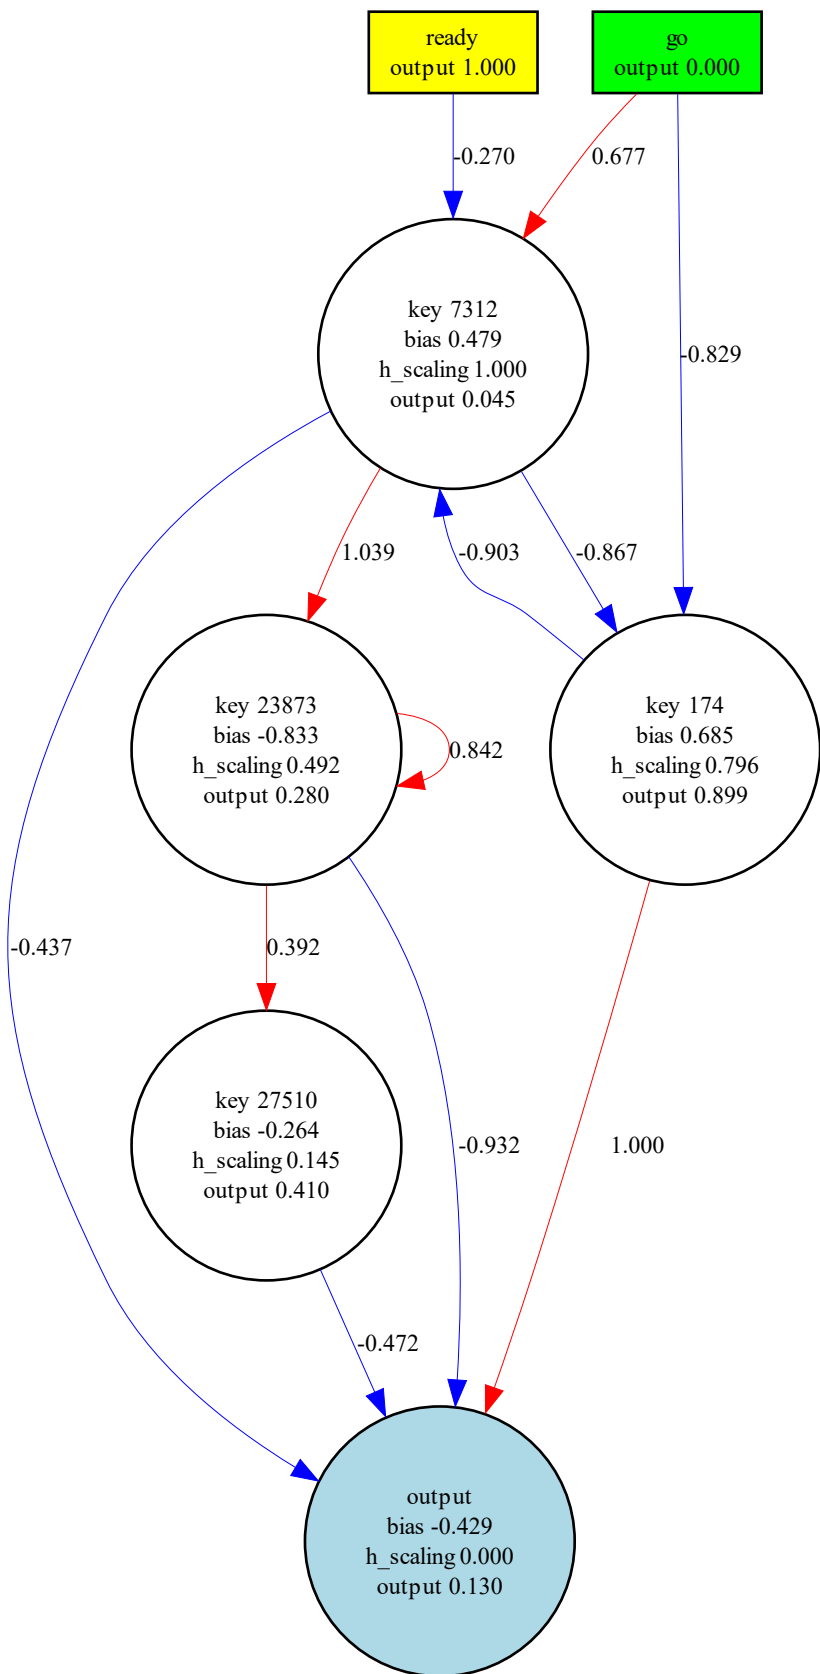 ready
output 1.000
go
output 0.000
-0.270
0.677
key 7312
bias 0.479
h_scaling 1.000
output 0.045
-0.829
1.039
-0.903
-0.867
key 23873
bias -0.833
h_scaling 0.492
output 0.280
0.842
key 174
bias 0.685
h_scaling 0.796
output 0.899
-0.437
0.392
key 27510
bias -0.264
h_scaling 0.145
output 0.410
-0.932
1.000
-0.472
output
bias -0.429
h_scaling 0.000
output 0.130